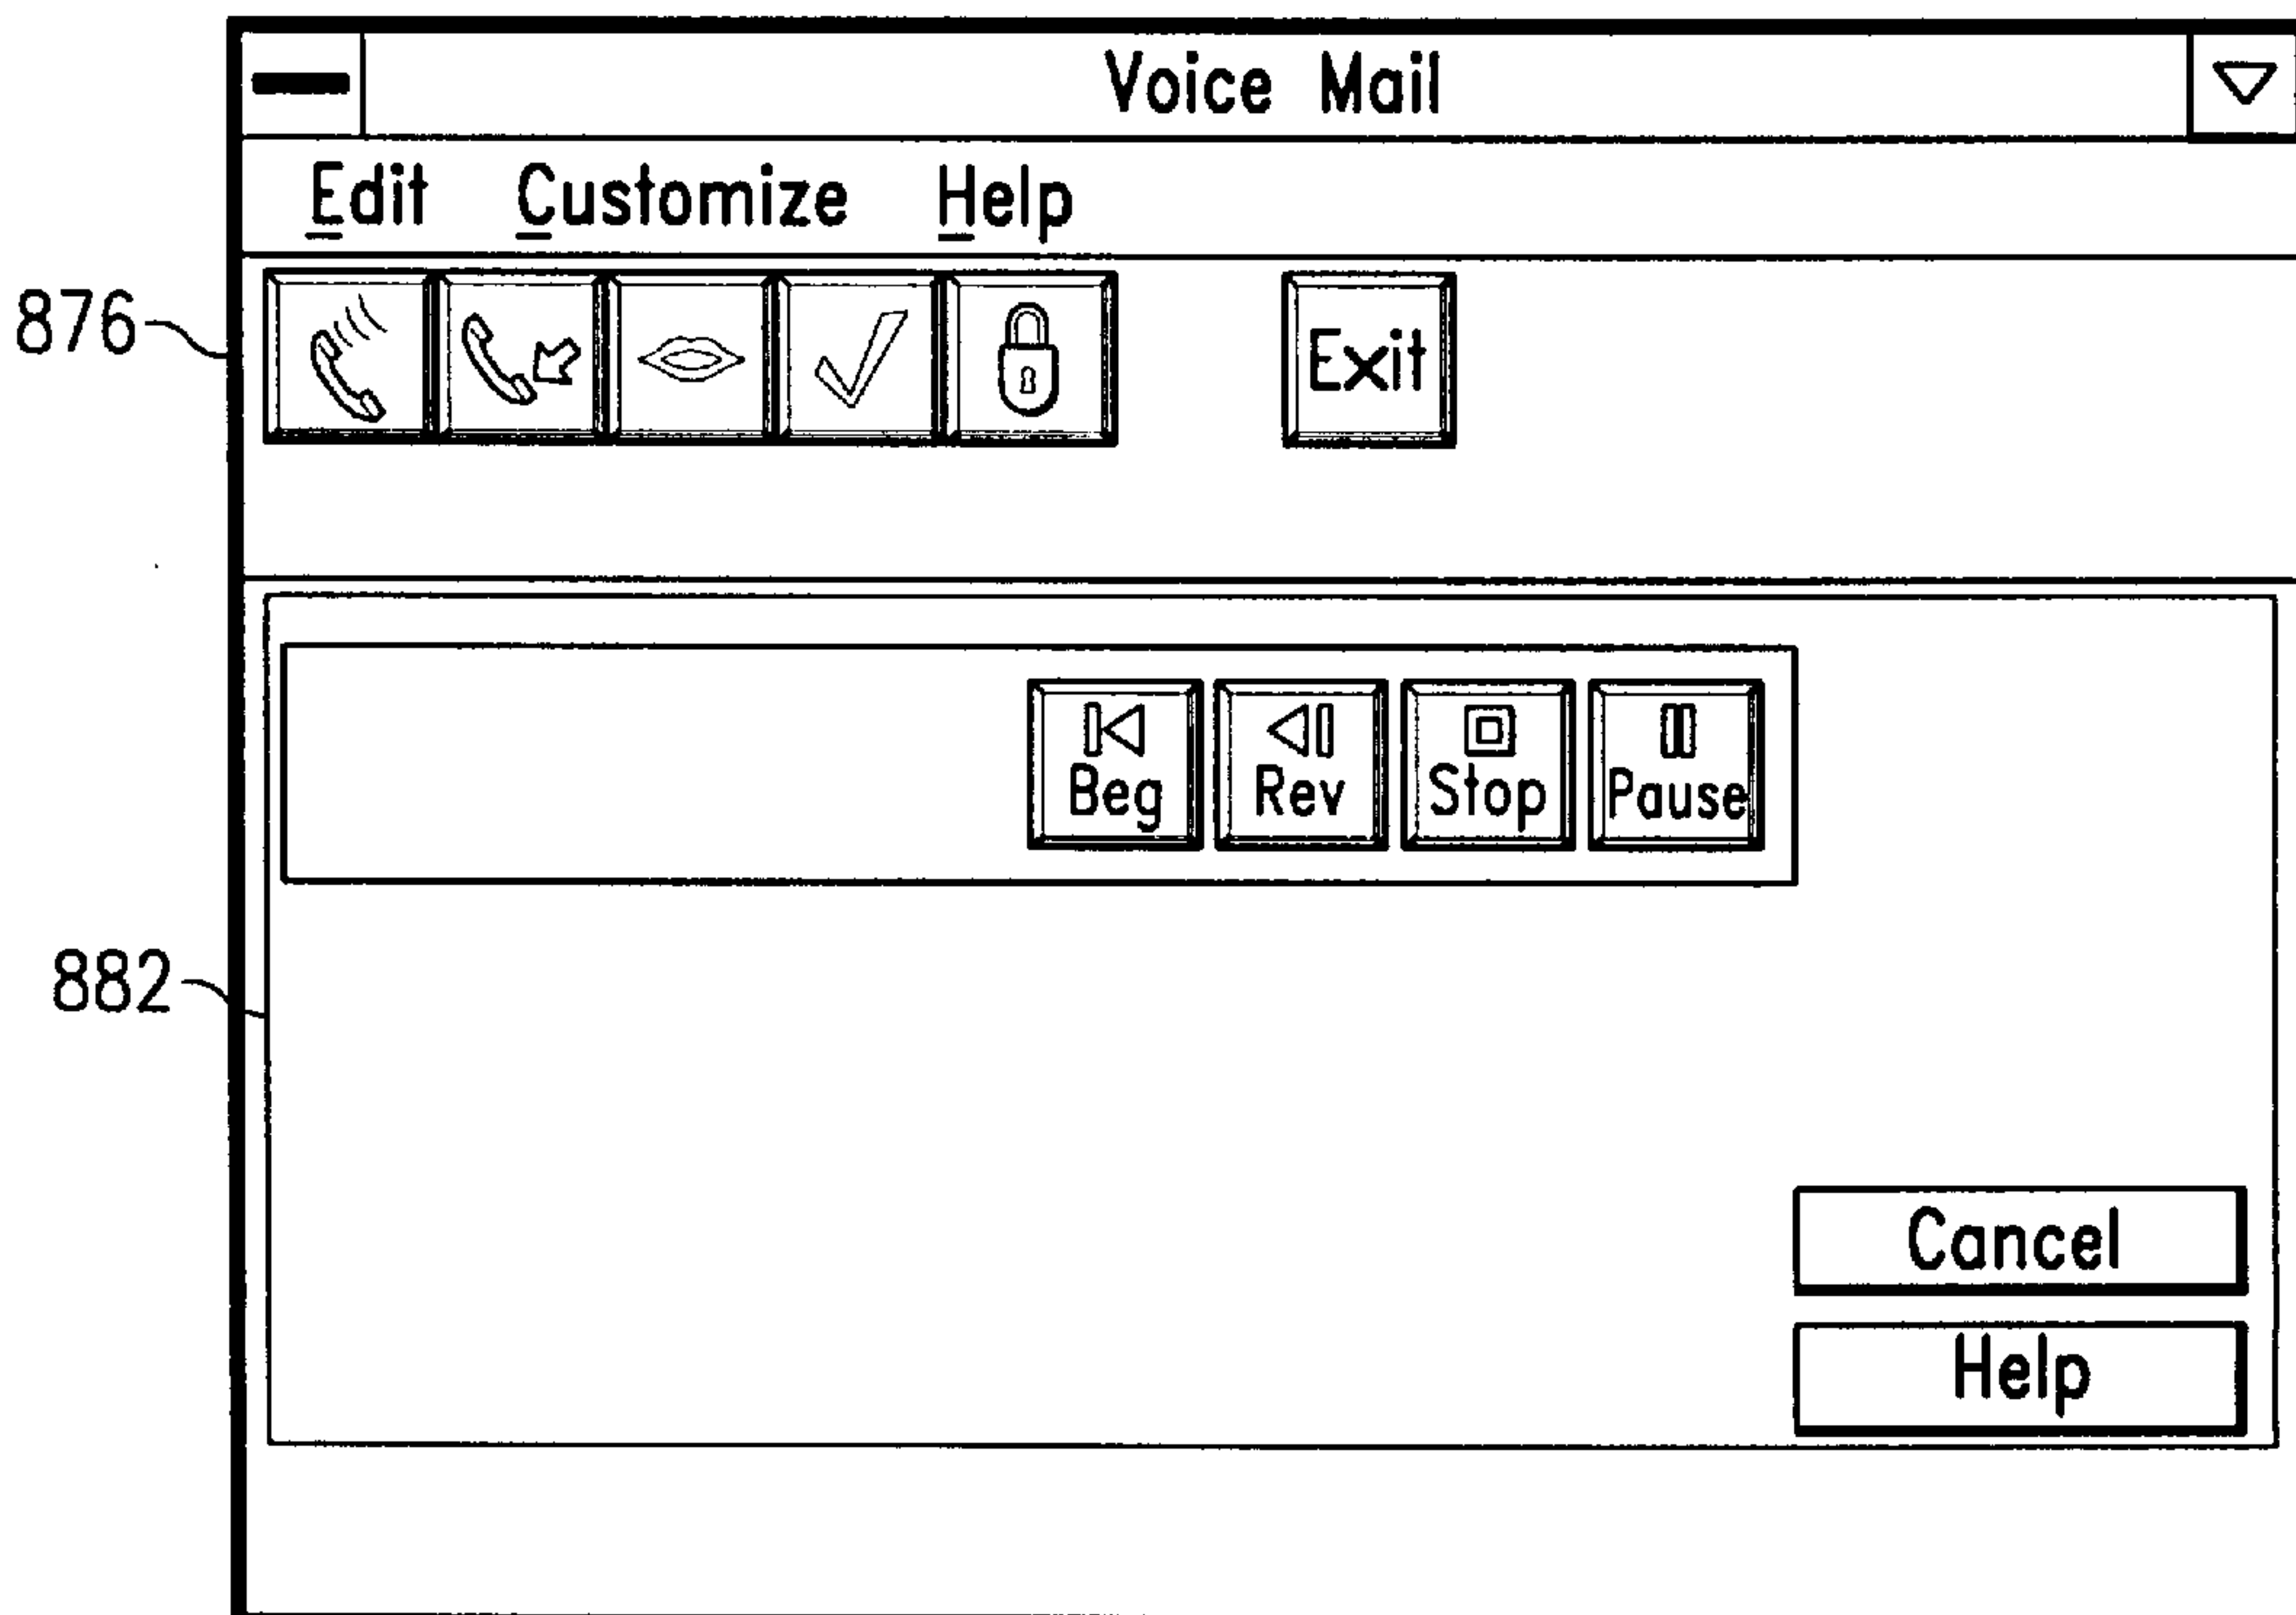 Voice Mail
Edit Customize Help
876
Exit
Beg Rev Stop Pause
882
Cancel
Help